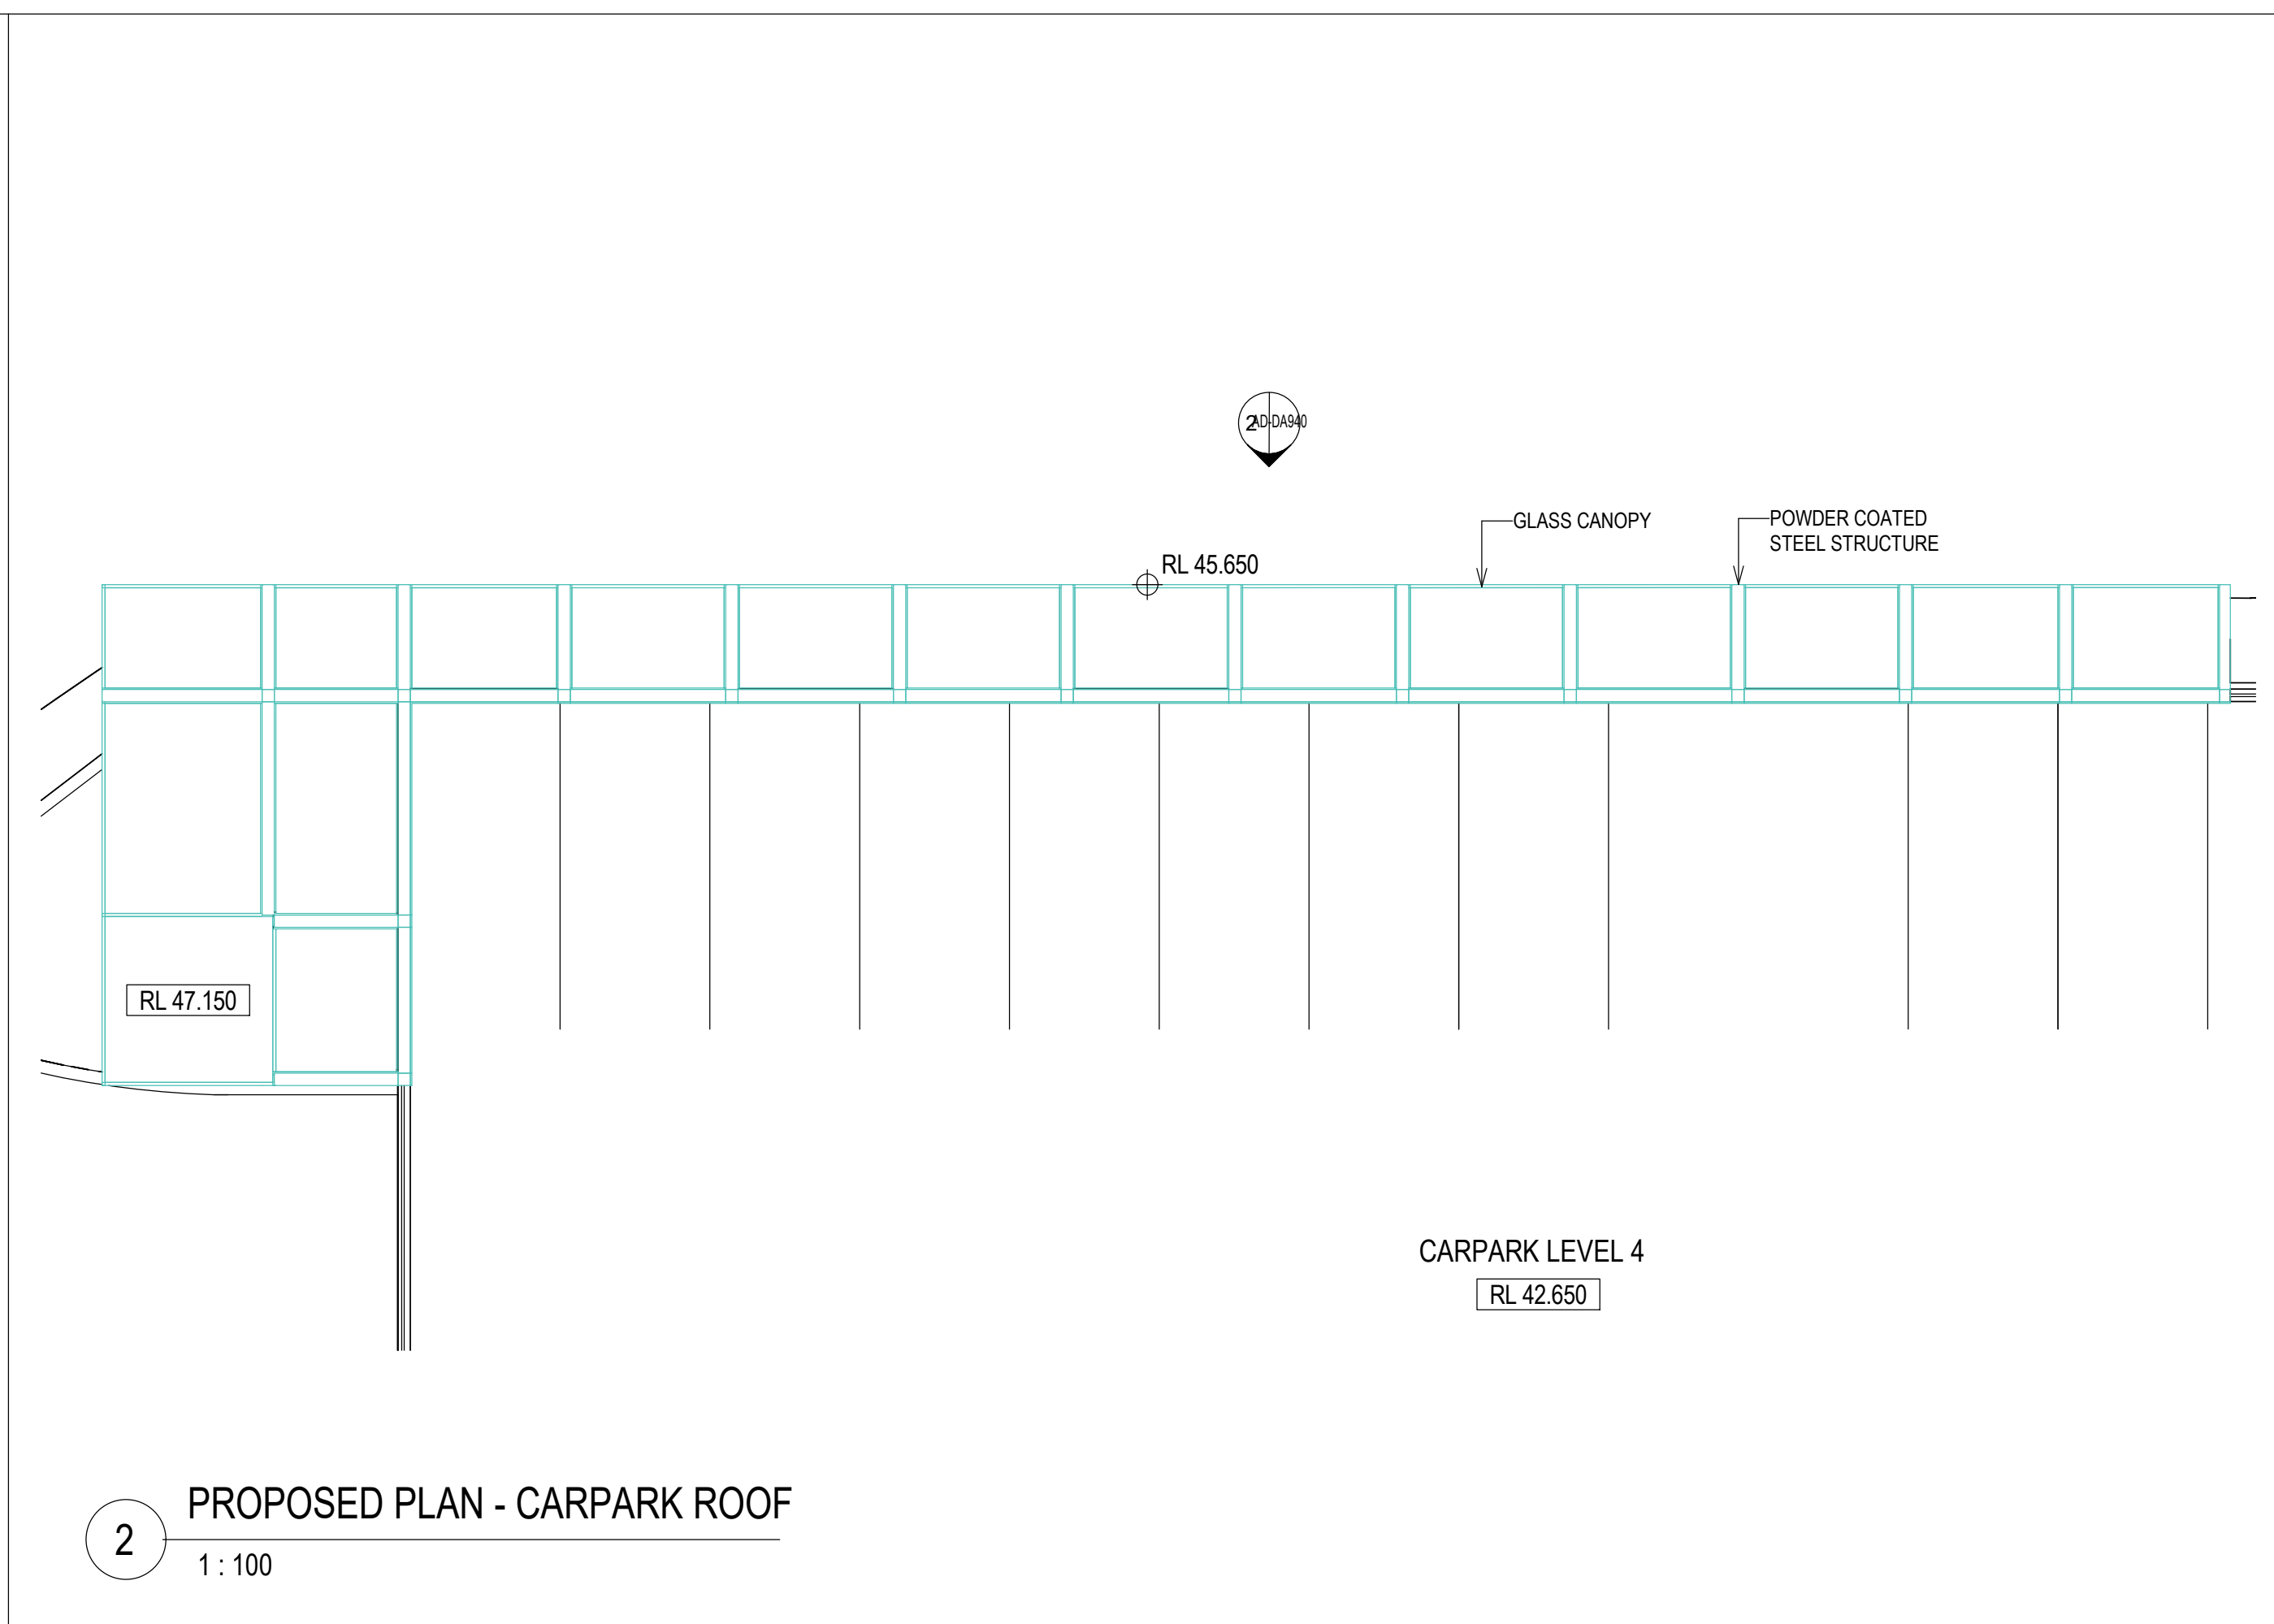 2 AD-DA940
GLASS CANOPY
POWDER COATED
STEEL STRUCTURE
RL 45.650
RL 47.150
CARPARK LEVEL 4
RL 42.650
PROPOSED PLAN - CARPARK ROOF
2
1 : 100